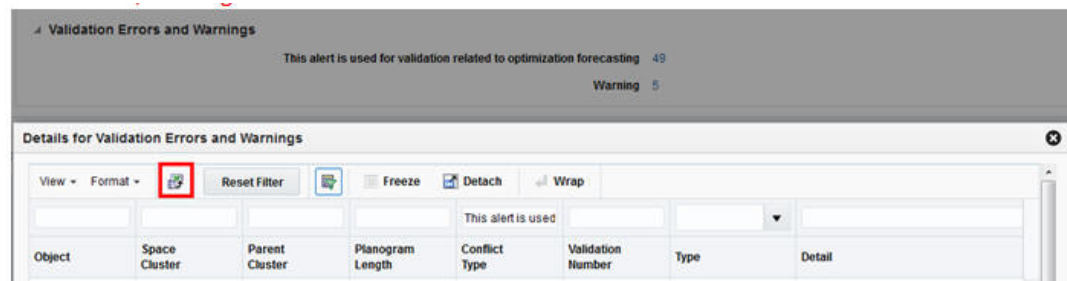 Validation Errors and Warnings
This alert is used for validation related to optimization forecasting 49
Warning 5
Details for Validation Errors and Warnings
View Format Reset Filter Freeze Detach Wrap
This alert is used
Object Space Cluster Parent Cluster Planogram Length Conflict Type Validation Number Type Detail